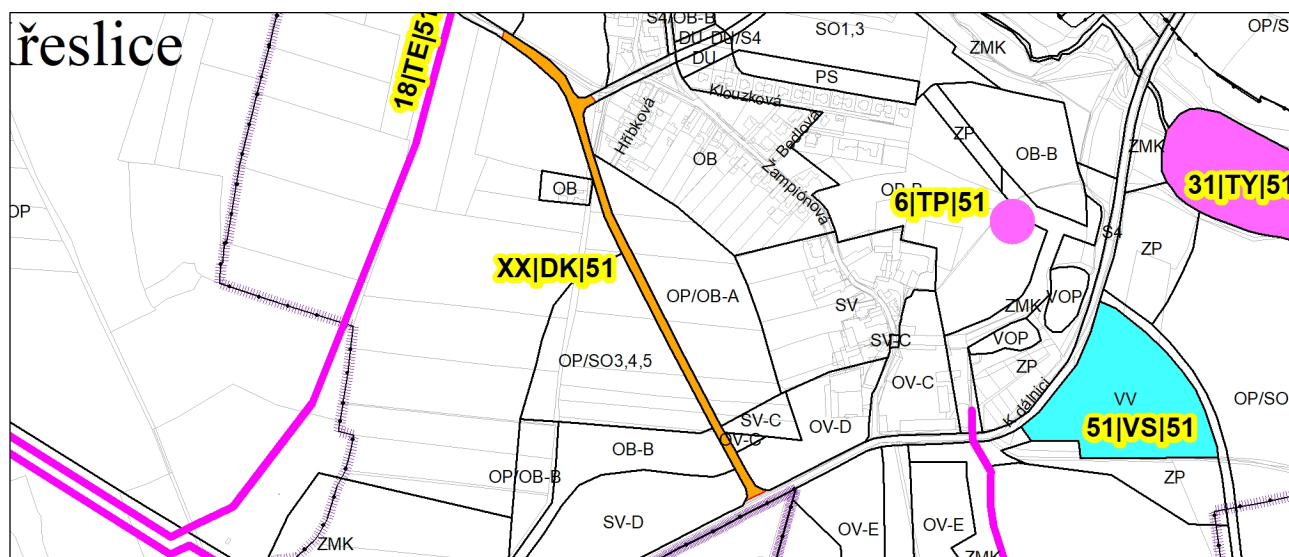 řeslice
18|TE|51
S4/OB-B
DU
DU/S4
DU
SO1,3
PS
ZMK
OP/S
Klouzková
Hřibková
Bedlová
Žampiónová
OB
OB
ZP
OB-B
ZMK
31|TY|51
6|TP|51
OP
S4
ZP
XX|DK|51
OP/OB-A
SV
ZMK
VOP
VOP
SV-C
OP/SO3,4,5
OV-C
ZP
K dálnici
VV
51|VS|51
OP/SO
SV-C
OV-C
OV-D
OB-B
OP/OB-B
SV-D
OV-E
OV-E
ZP
ZMK
ZMK